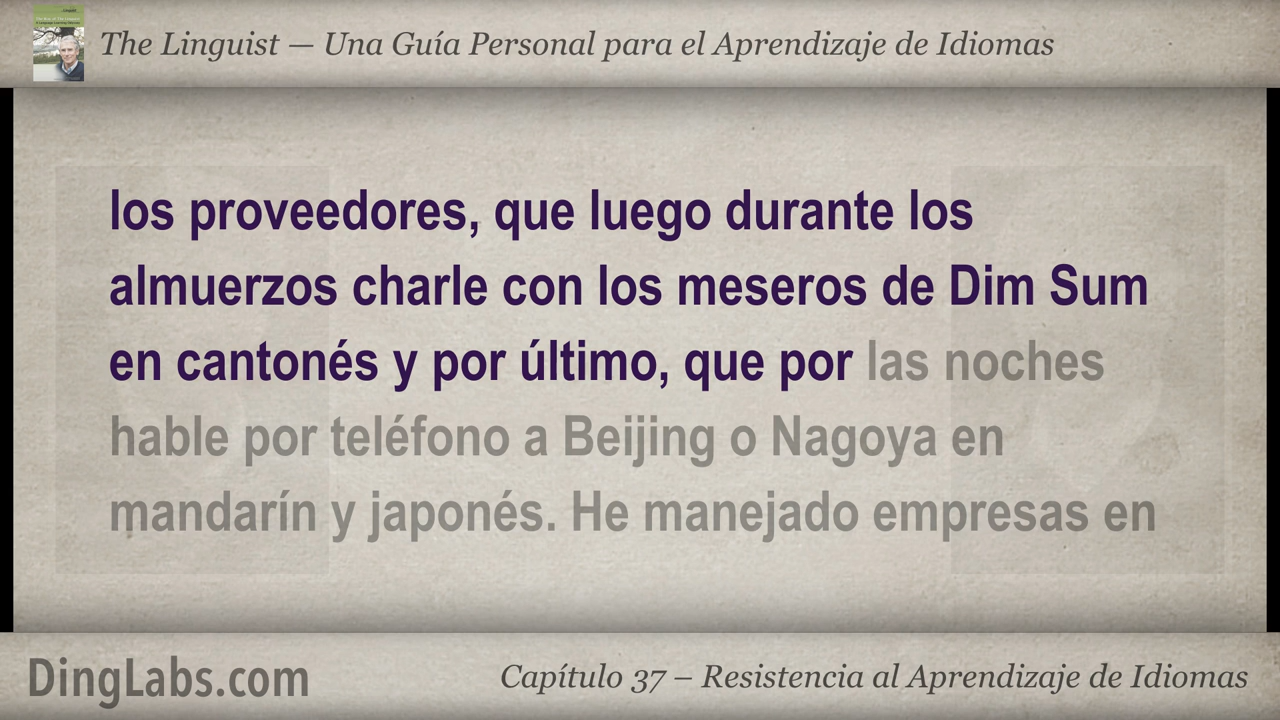 The Linguist — Una Guía Personal para el Aprendizaje de Idiomas
los proveedores, que luego durante los
almuerzos charle con los meseros de Dim Sum
en cantonés y por último, que por las noches
hable por teléfono a Beijing o Nagoya en
mandarín y japonés. He manejado empresas en
DingLabs.com
Capítulo 37 – Resistencia al Aprendizaje de Idiomas